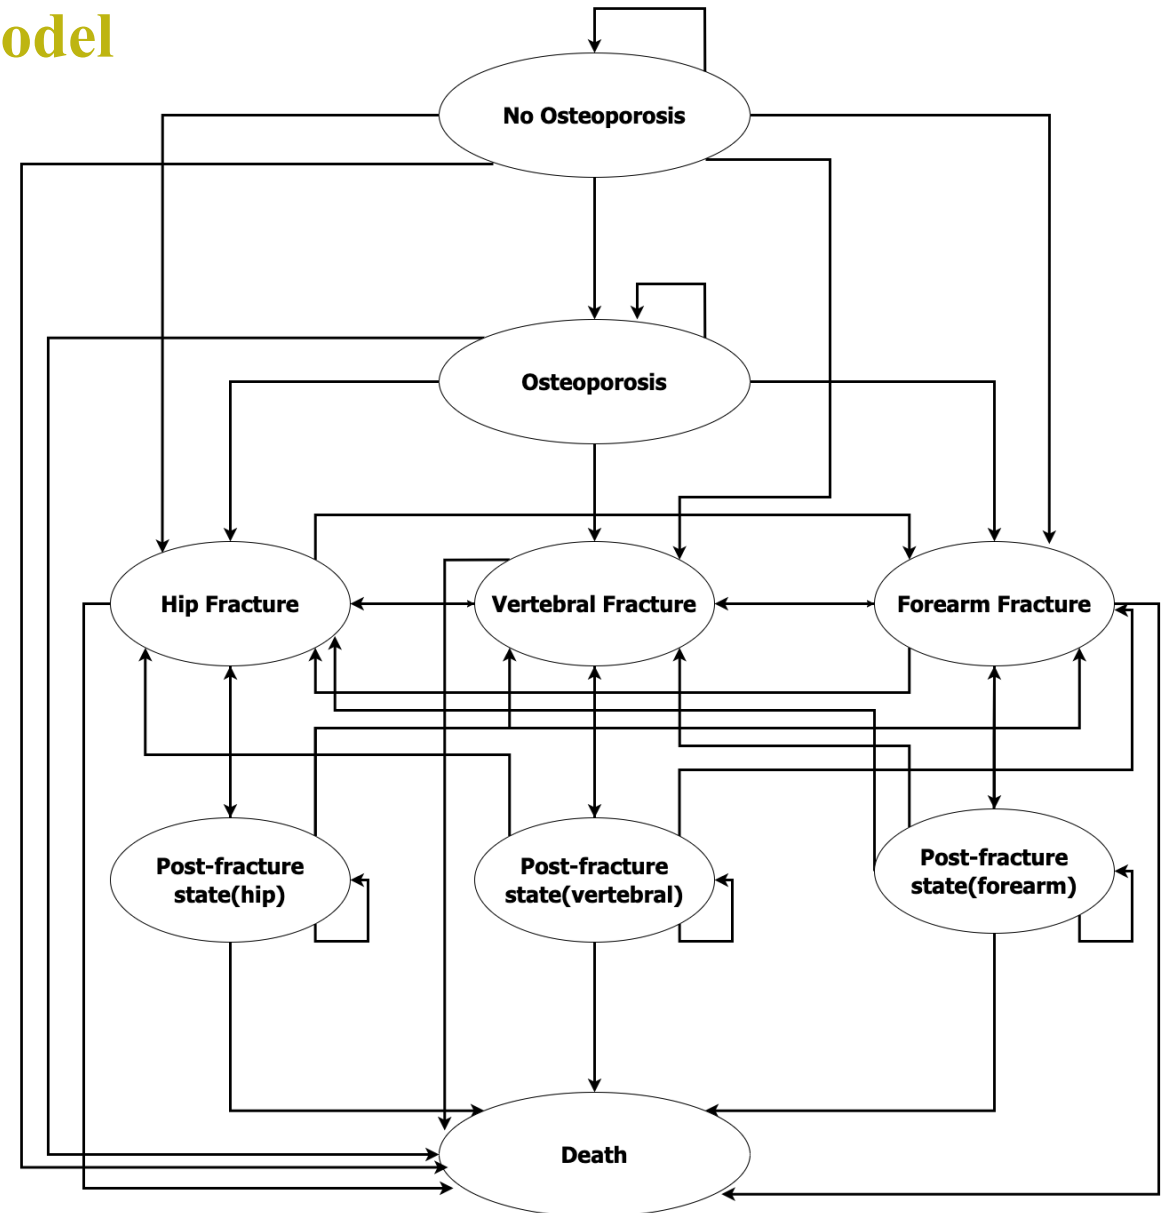 odel
No Osteoporosis
Osteoporosis
Hip Fracture
Vertebral Fracture
Forearm Fracture
Post-fracture
state(hip)
Post-fracture
state(vertebral)
Post-fracture
state(forearm)
Death